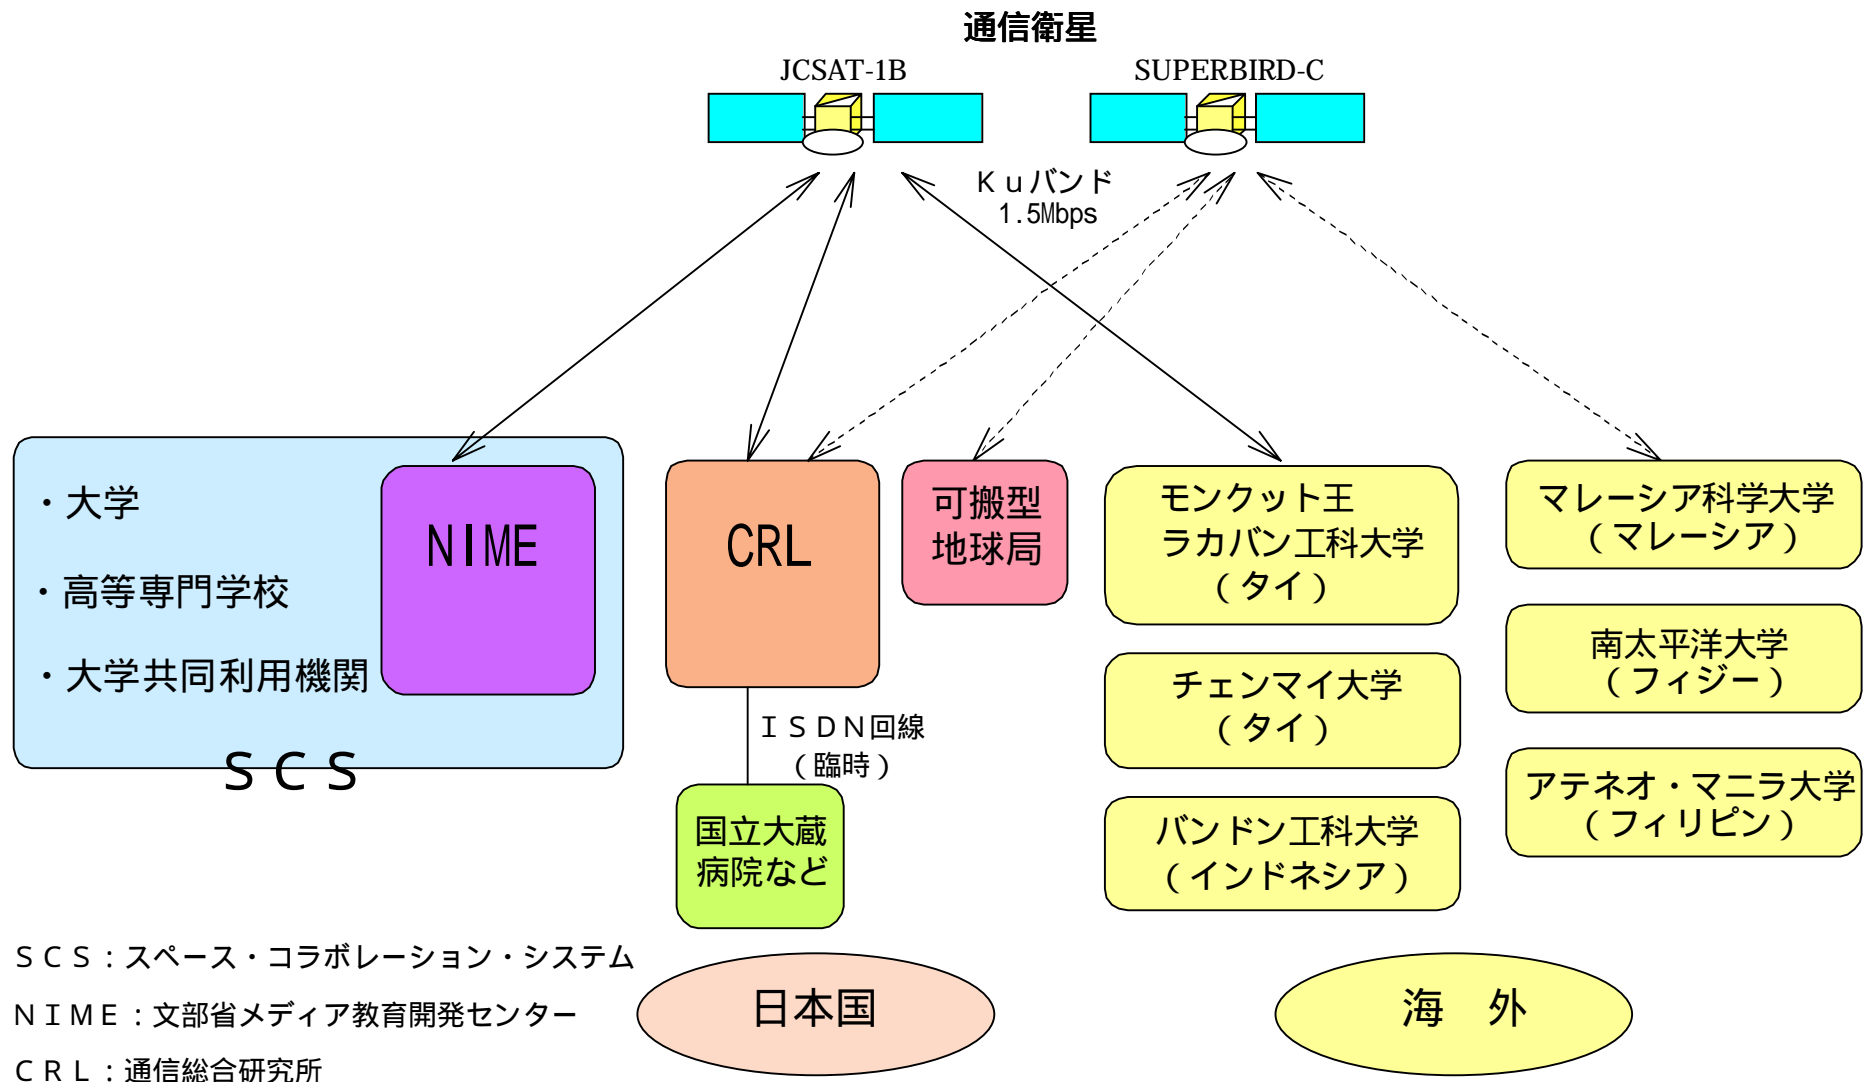 通信衛星
JCSAT-1B
SUPERBIRD-C
Ｋｕバンド
1.5Mbps
・大学
・高等専門学校
・大学共同利用機関
ＳＣＳ
NIME
CRL
可搬型
地球局
モンクット王
ラカバン工科大学
（タイ）
マレーシア科学大学
（マレーシア）
チェンマイ大学
（タイ）
南太平洋大学
（フィジー）
バンドン工科大学
（インドネシア）
アテネオ・マニラ大学
（フィリピン）
ＩＳＤＮ回線
（臨時）
国立大蔵
病院など
ＳＣＳ：スペース・コラボレーション・システム
ＮＩＭＥ：文部省メディア教育開発センター
ＣＲＬ：通信総合研究所
日本国
海　外